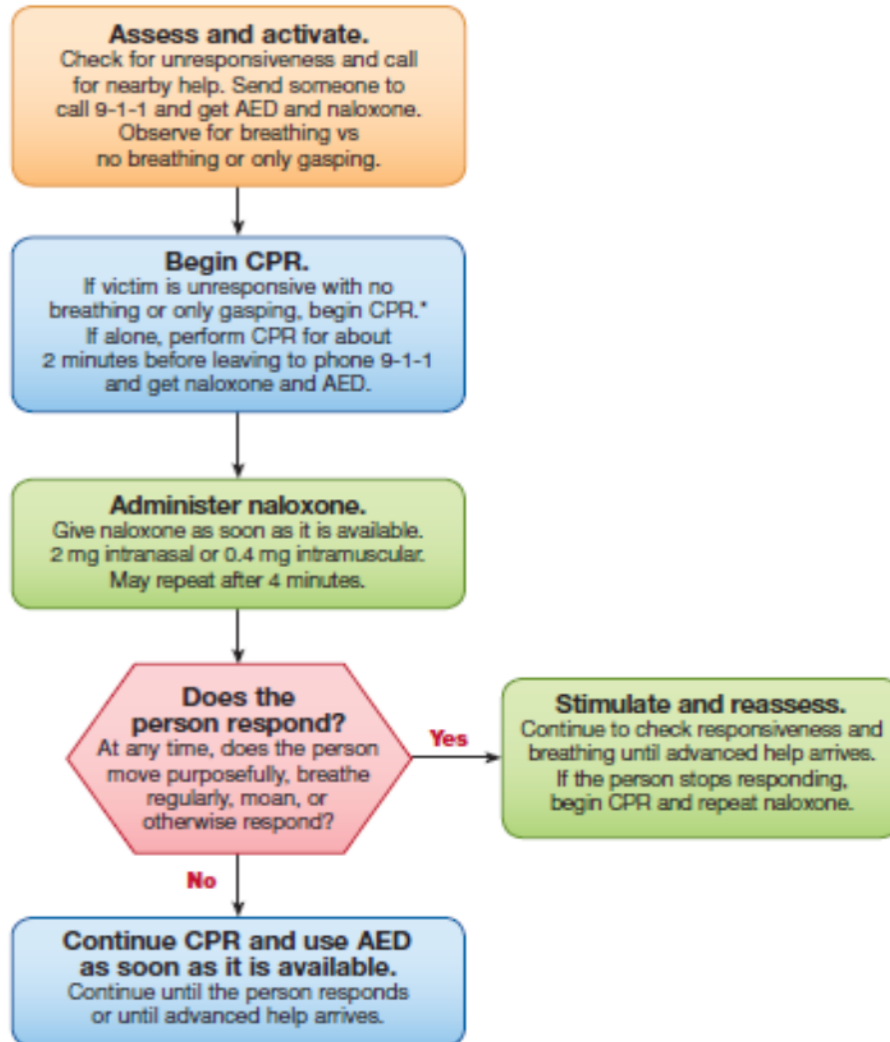 Assess and activate.
Check for unresponsiveness and call
for nearby help. Send someone to
call 9-1-1 and get AED and naloxone.
Observe for breathing vs
no breathing or only gasping.
Begin CPR.
If victim is unresponsive with no
breathing or only gasping, begin CPR.*
If alone, perform CPR for about
2 minutes before leaving to phone 9-1-1
and get naloxone and AED.
Administer naloxone.
Give naloxone as soon as it is available.
2 mg intranasal or 0.4 mg intramuscular.
May repeat after 4 minutes.
Does the
person respond?
At any time, does the person
move purposefully, breathe
regularly, moan, or
otherwise respond?
Yes
Stimulate and reassess.
Continue to check responsiveness and
breathing until advanced help arrives.
If the person stops responding,
begin CPR and repeat naloxone.
No
Continue CPR and use AED
as soon as it is available.
Continue until the person responds
or until advanced help arrives.